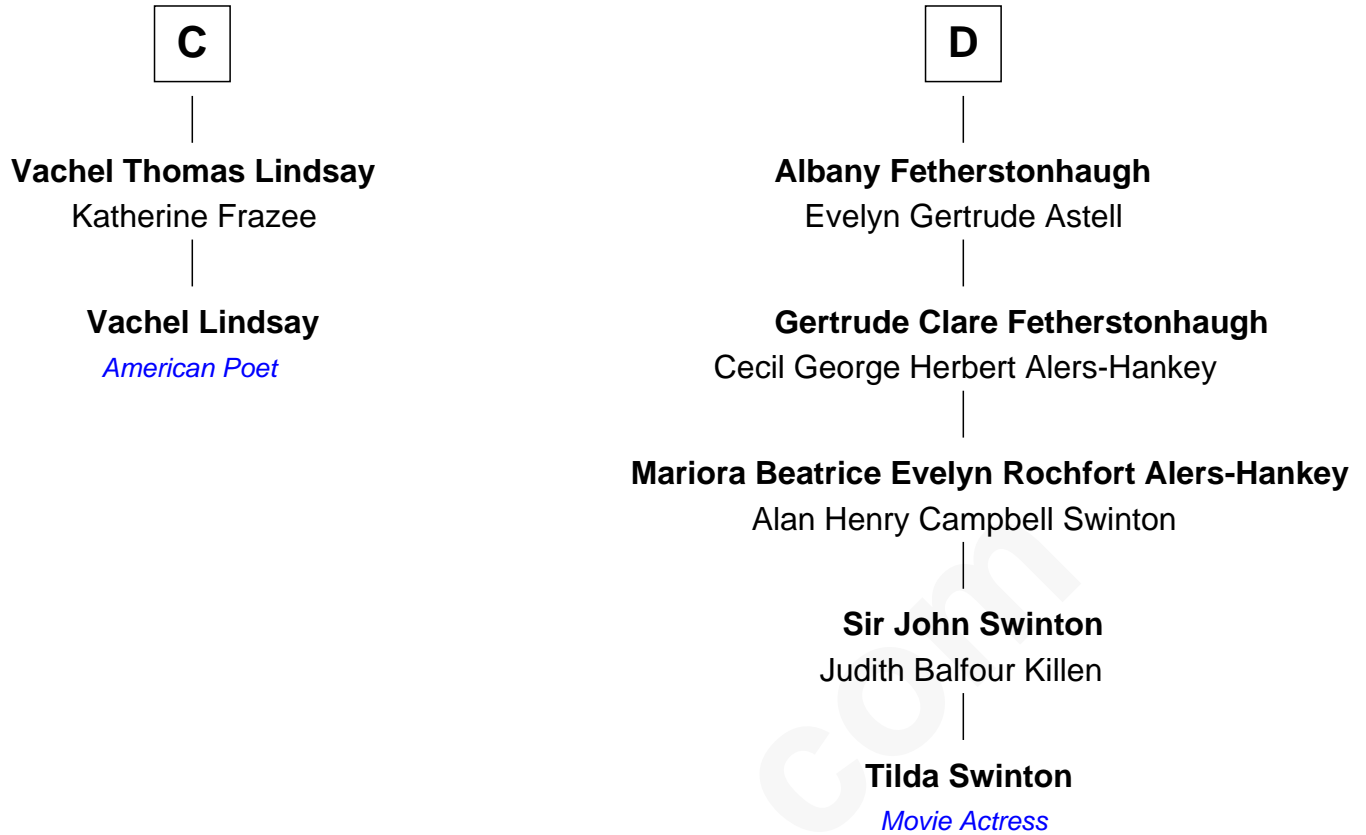 C
Vachel Thomas Lindsay
Katherine Frazee
Vachel Lindsay
American Poet
D
Albany Fetherstonhaugh
Evelyn Gertrude Astell
Gertrude Clare Fetherstonhaugh
Cecil George Herbert Alers-Hankey
Mariora Beatrice Evelyn Rochfort Alers-Hankey
Alan Henry Campbell Swinton
Sir John Swinton
Judith Balfour Killen
Tilda Swinton
Movie Actress
com